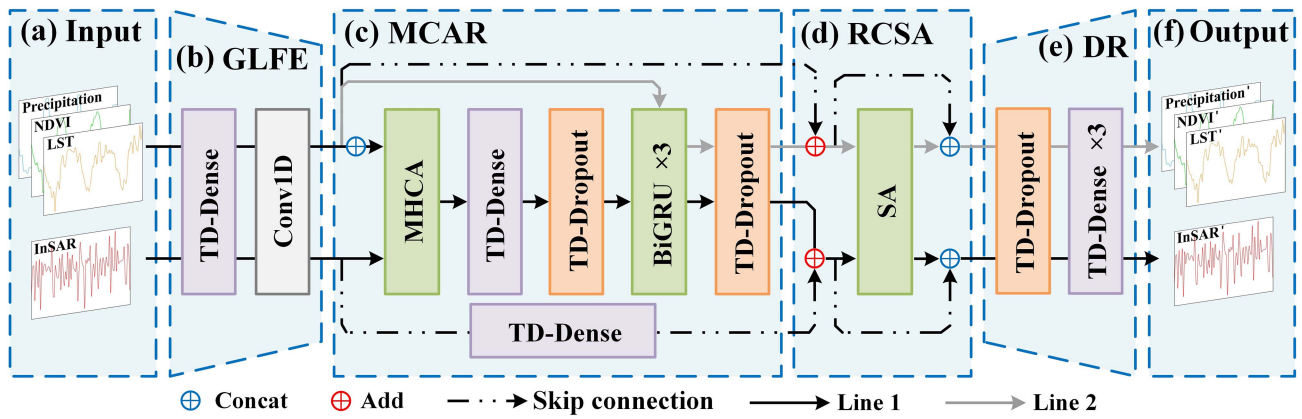 (a) Input
(b) GLFE
(c) MCAR
(d) RCSA
(e) DR
(f) Output
Precipitation
NDVI
LST
InSAR
TD-Dense
Conv1D
MHCA
TD-Dense
TD-Dropout
BiGRU ×3
TD-Dropout
TD-Dense
SA
TD-Dropout
TD-Dense ×3
Precipitation'
NDVI'
LST'
InSAR'
Concat
Add
Skip connection
Line 1
Line 2